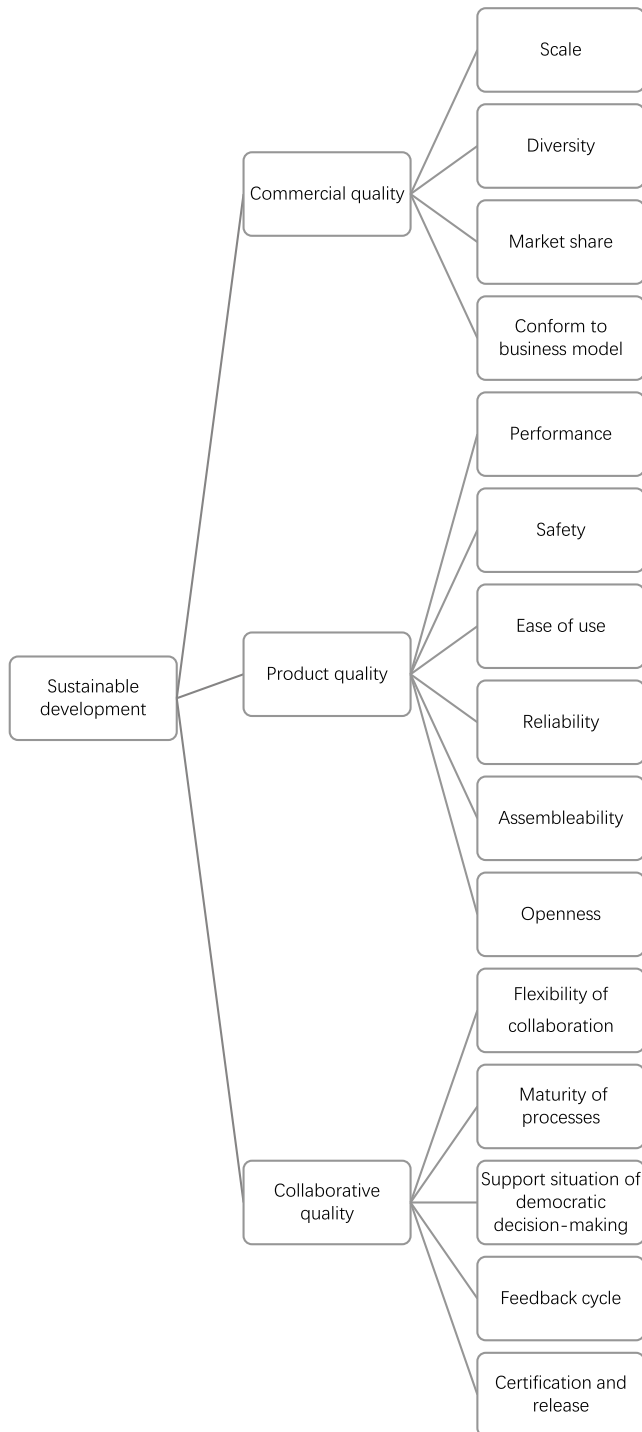 Scale
Diversity
Commercial quality
Market share
Conform to
business model
Performance
Safety
Ease of use
Sustainable
development
Product quality
Reliability
Assembleability
Openness
Flexibility of
collaboration
Maturity of
processes
Collaborative
quality
Support situation of
democratic
decision-making
Feedback cycle
Certification and
release